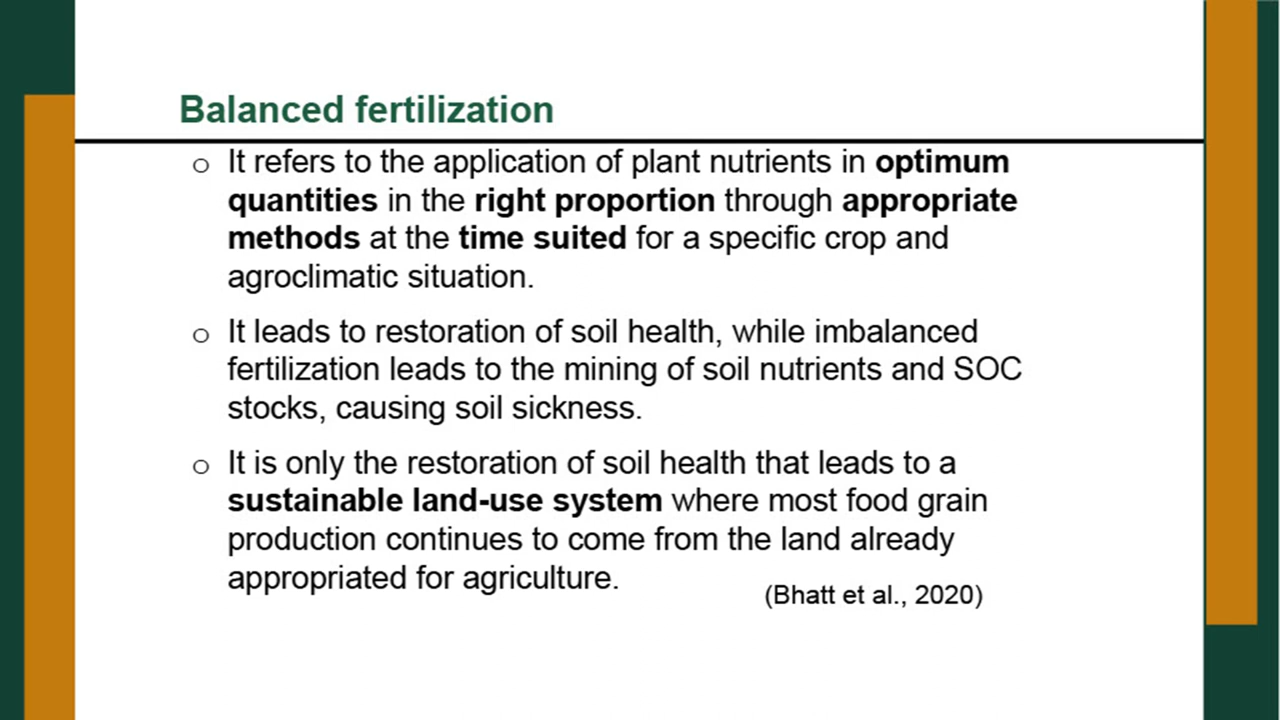 Balanced fertilization
o It refers to the application of plant nutrients in optimum
quantities in the right proportion through appropriate
methods at the time suited for a specific crop and
agroclimatic situation.
o It leads to restoration of soil health, while imbalanced
fertilization leads to the mining of soil nutrients and SOC
stocks, causing soil sickness.
o It is only the restoration of soil health that leads to a
sustainable land-use system where most food grain
production continues to come from the land already
appropriated for agriculture.
(Bhatt et al., 2020)